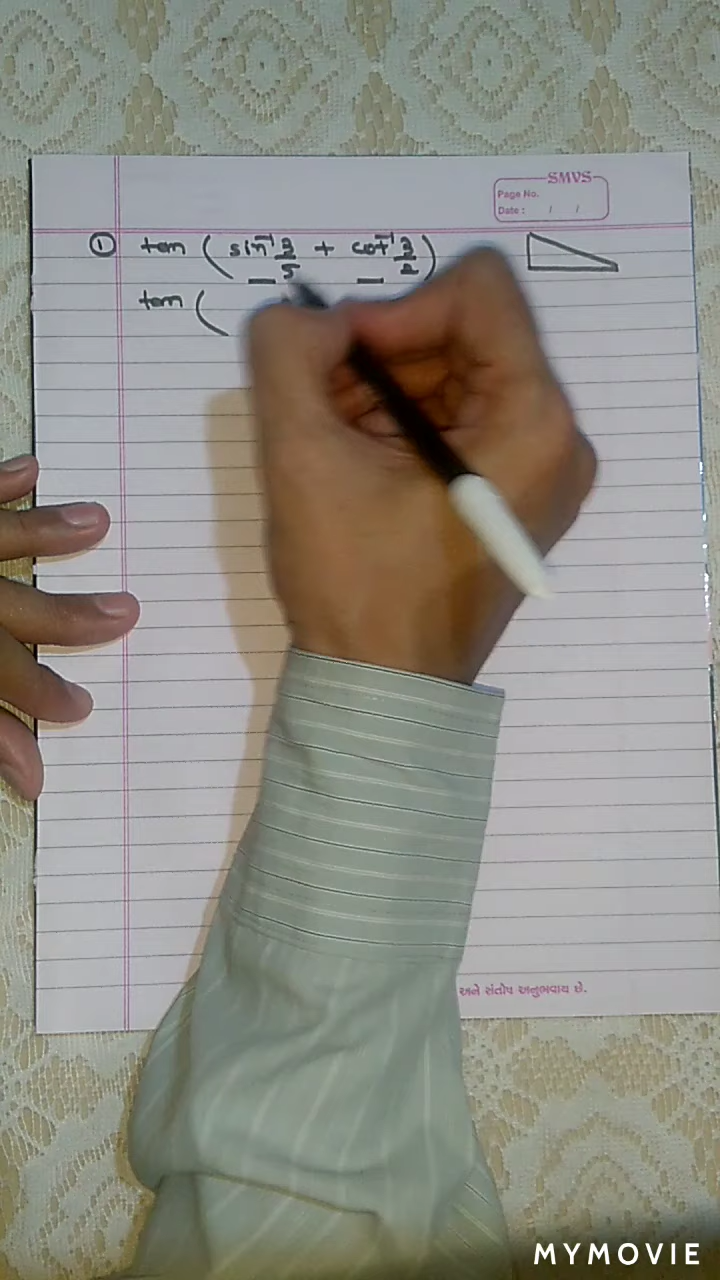 SMVS
Page No.
Date : / /
① tan ( sin⁻¹ 3/5 + cot⁻¹ 3/2 )
tan (
અને સંતોષ અનુભવાય છે.
MYMOVIE